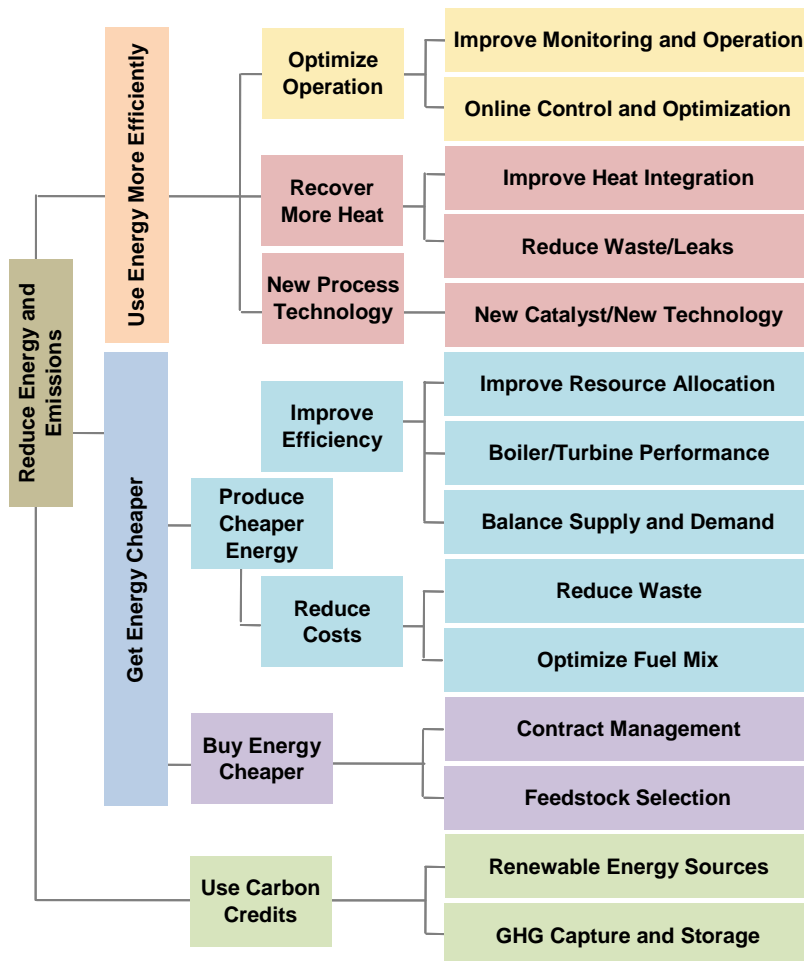 Reduce Energy and
Emissions
Use Energy More Efficiently
Optimize
Operation
Improve Monitoring and Operation
Online Control and Optimization
Recover
More Heat
Improve Heat Integration
Reduce Waste/Leaks
New Process
Technology
New Catalyst/New Technology
Get Energy Cheaper
Produce
Cheaper
Energy
Improve
Efficiency
Improve Resource Allocation
Boiler/Turbine Performance
Balance Supply and Demand
Reduce
Costs
Reduce Waste
Optimize Fuel Mix
Buy Energy
Cheaper
Contract Management
Feedstock Selection
Use Carbon
Credits
Renewable Energy Sources
GHG Capture and Storage